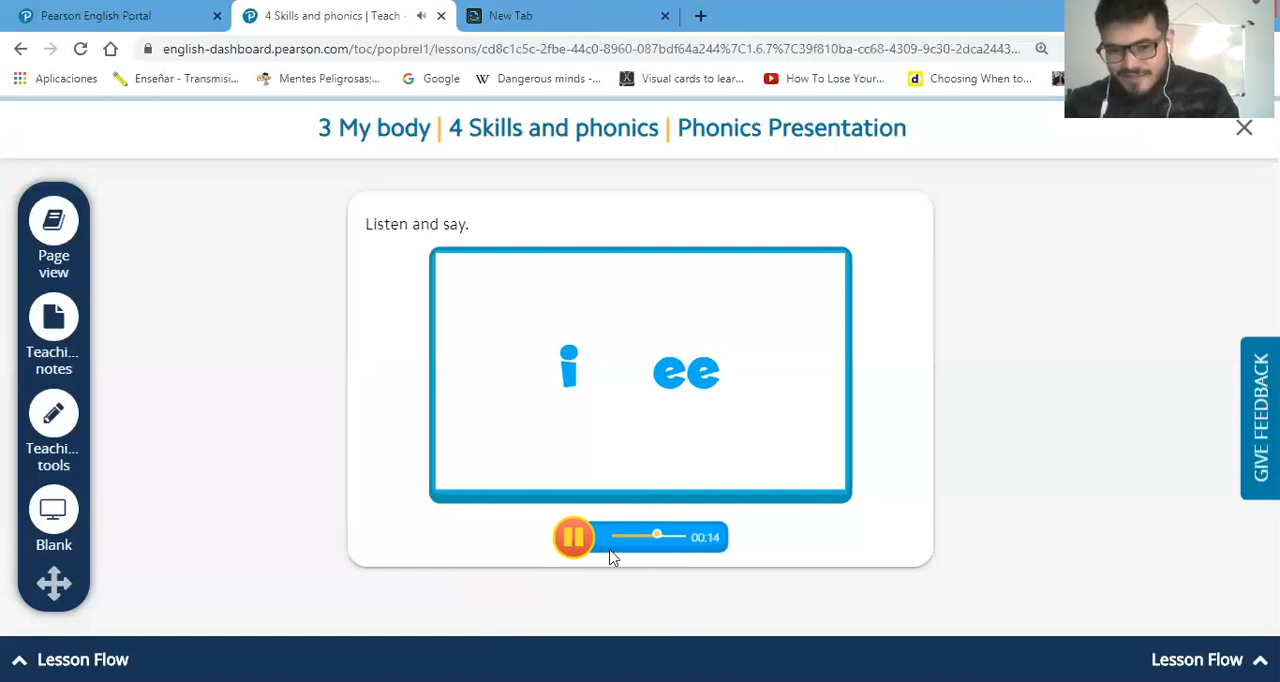 Pearson English Portal
4 Skills and phonics | Teach -
New Tab
english-dashboard.pearson.com/toc/popbrel1/lessons/cd8c1c5c-2fbe-44c0-8960-087bdf64a244%7C1.6.7%7C39f810ba-cc68-4309-9c30-2dca2443...
Aplicaciones
Enseñar - Transmisi...
Mentes Peligrosas;...
Google
Dangerous minds -...
Visual cards to lear...
How To Lose Your...
Choosing When to...
3 My body | 4 Skills and phonics | Phonics Presentation
Page
view
Teachi...
notes
Teachi...
tools
Blank
Listen and say.
i ee
00:14
GIVE FEEDBACK
Lesson Flow
Lesson Flow